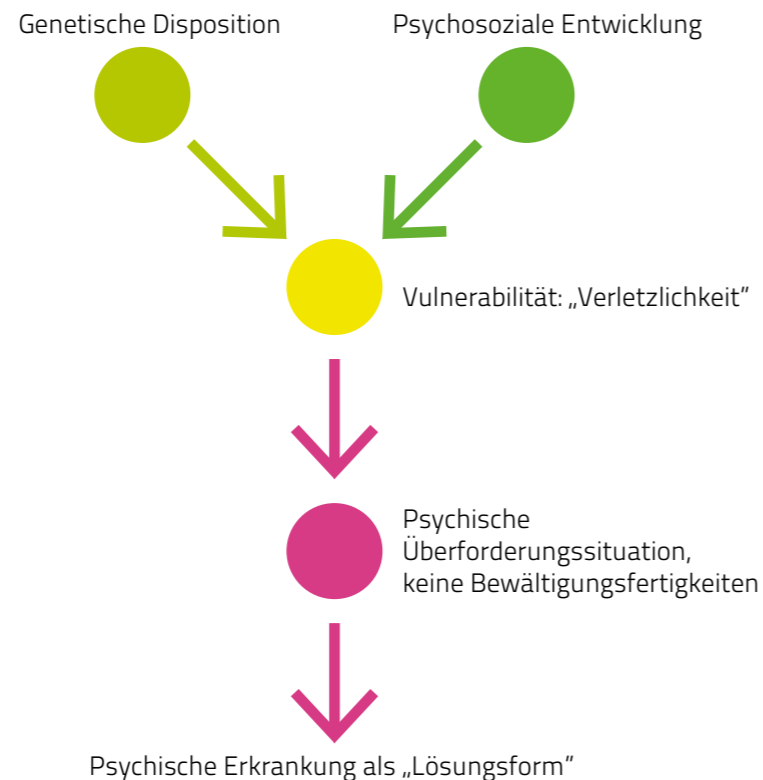 Genetische Disposition
Psychosoziale Entwicklung
Vulnerabilität: „Verletzlichkeit”
Psychische
Überforderungssituation,
keine Bewältigungsfertigkeiten
Psychische Erkrankung als „Lösungsform”